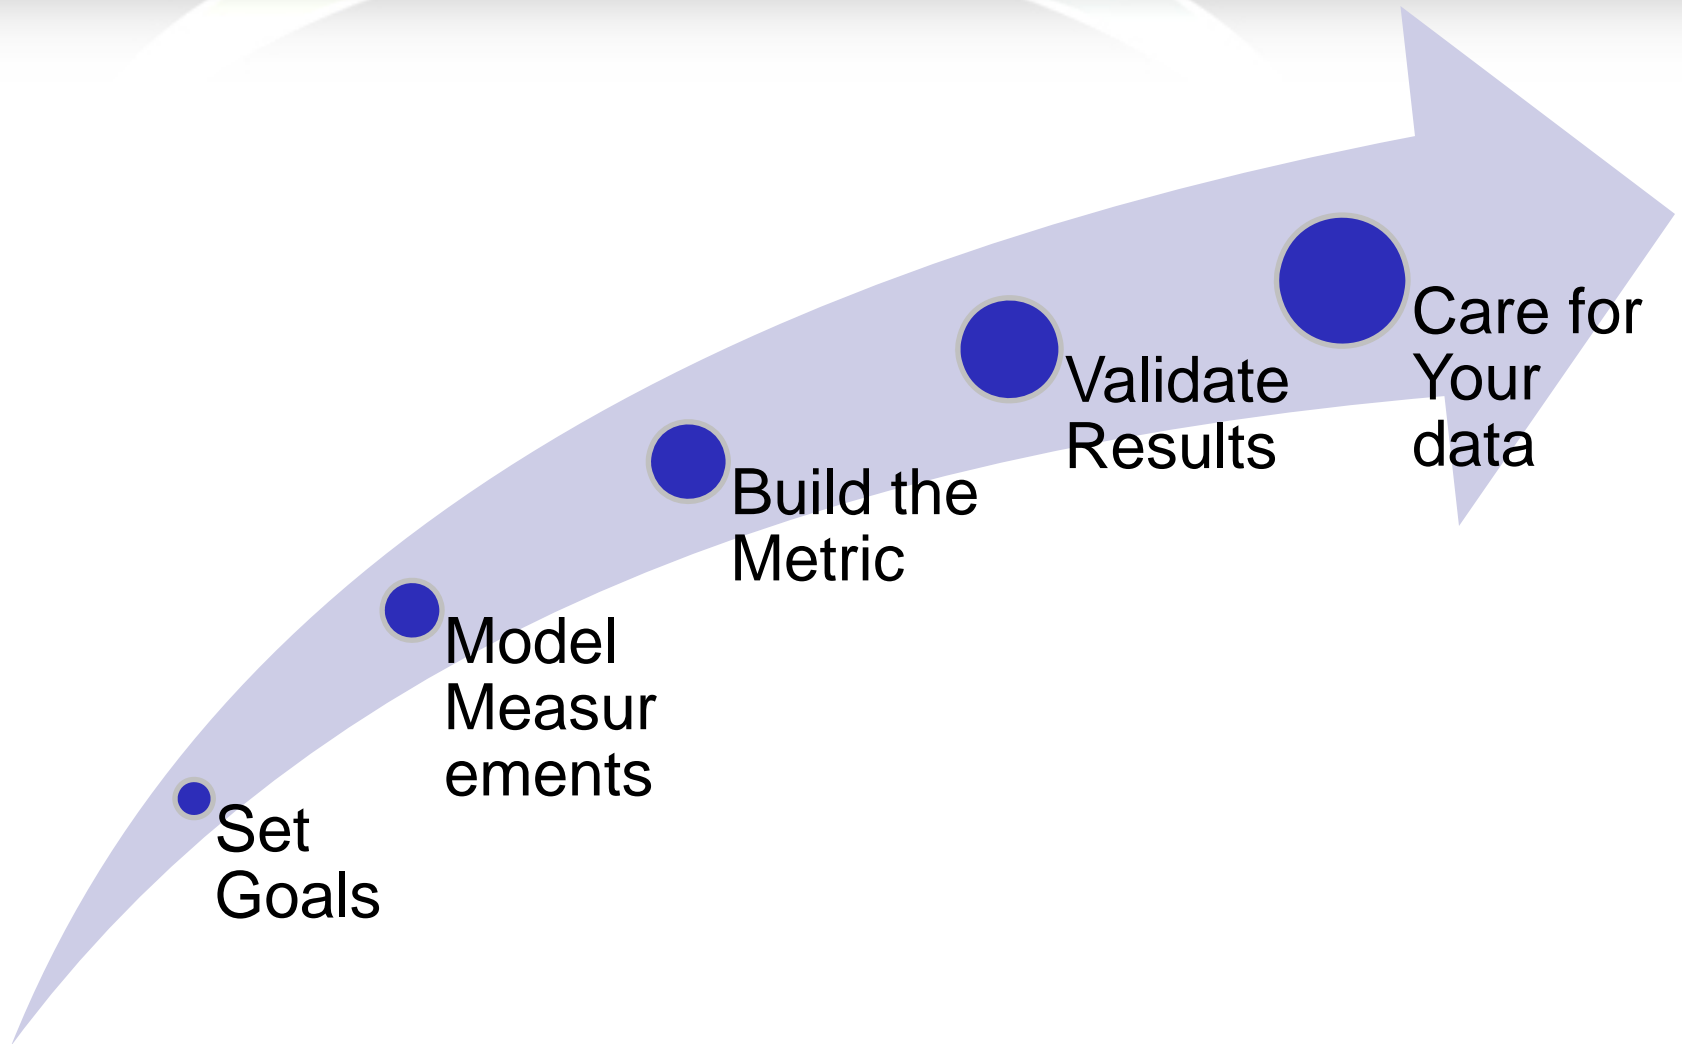 Set
Goals
Model
Measur
ements
Build the
Metric
Validate
Results
Care for
Your
data